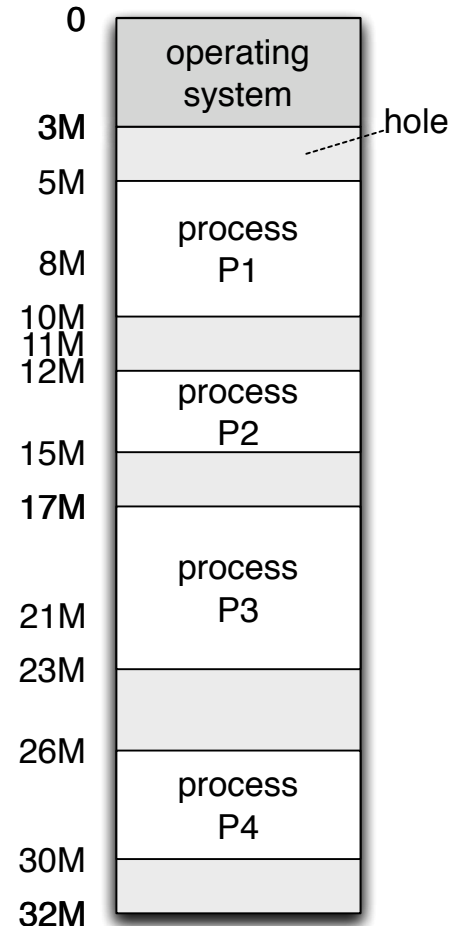 0
operating
system
3M
hole
5M
process
P1
8M
10M
11M
12M
process
P2
15M
17M
process
P3
21M
23M
26M
process
P4
30M
32M